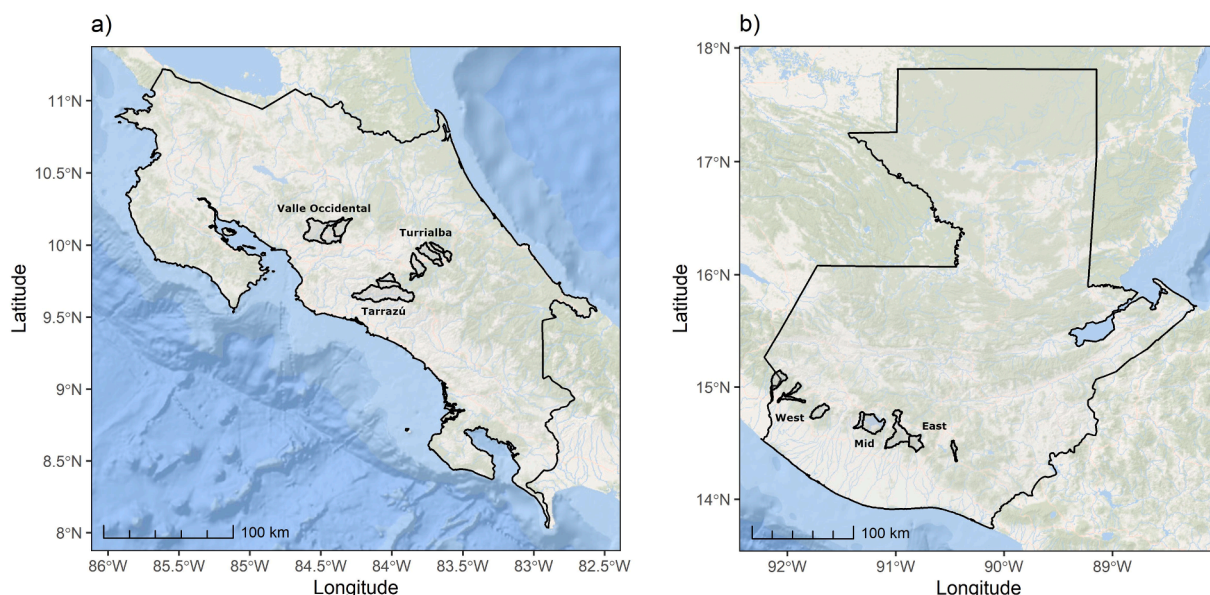 a)
11°N
10.5°N
10°N
9.5°N
9°N
8.5°N
8°N
Latitude
Valle Occidental
Turrialba
Tarrazú
100 km
86°W 85.5°W 85°W 84.5°W 84°W 83.5°W 83°W 82.5°W
Longitude
b)
18°N
17°N
16°N
15°N
14°N
Latitude
West
Mid
East
100 km
92°W 91°W 90°W 89°W
Longitude